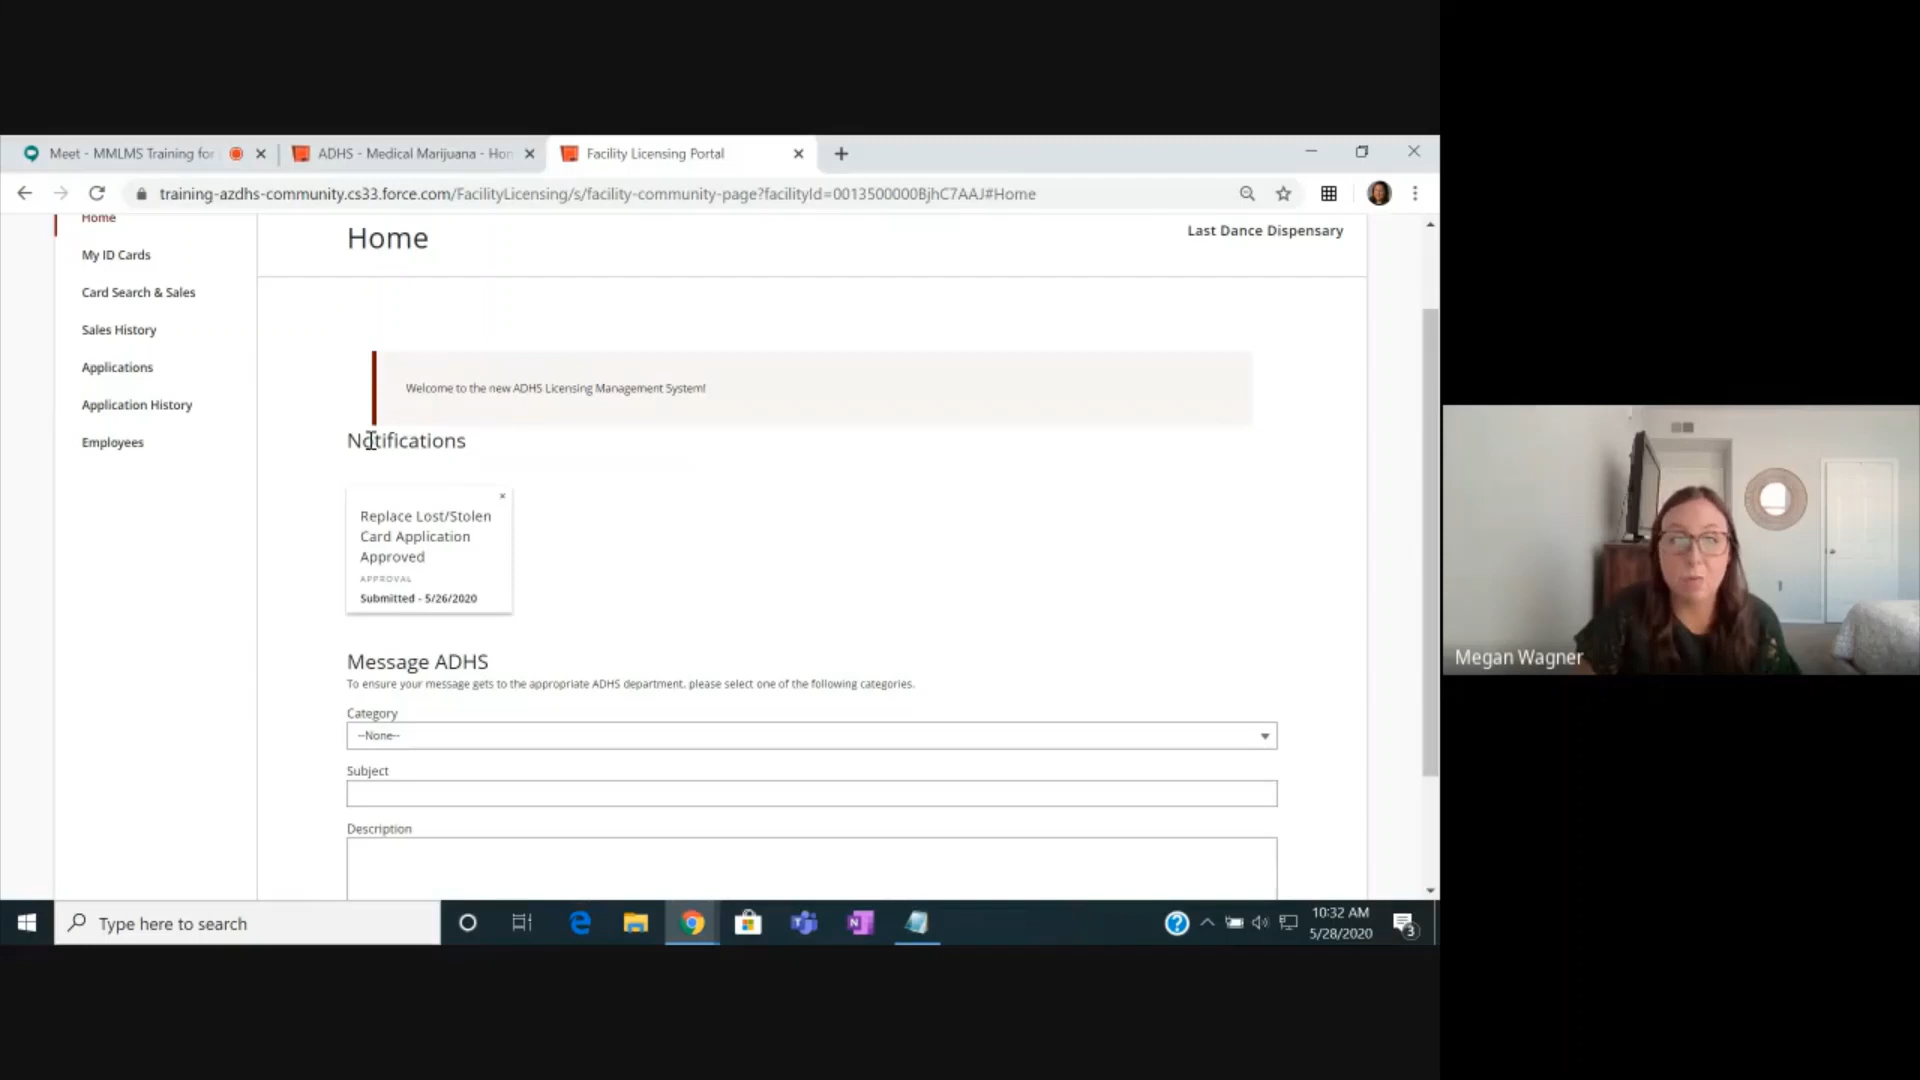 Meet - MMLMS Training for
ADHS - Medical Marijuana - Hon
Facility Licensing Portal
training-azdhs-community.cs33.force.com/FacilityLicensing/s/facility-community-page?facilityId=0013500000BjhC7AAJ#Home
Home
My ID Cards
Card Search & Sales
Sales History
Applications
Application History
Employees
Home
Last Dance Dispensary
Welcome to the new ADHS Licensing Management System!
Notifications
Replace Lost/Stolen
Card Application
Approved
APPROVAL
Submitted - 5/26/2020
Message ADHS
To ensure your message gets to the appropriate ADHS department, please select one of the following categories.
Category
--None--
Subject
Description
Megan Wagner
Type here to search
10:32 AM
5/28/2020
3